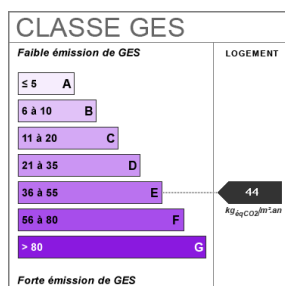 CLASSE GES
Faible émission de GES
LOGEMENT
≤ 5 A
6 à 10 B
11 à 20 C
21 à 35 D
36 à 55 E
44
kgéqCO2/m².an
56 à 80 F
> 80 G
Forte émission de GES